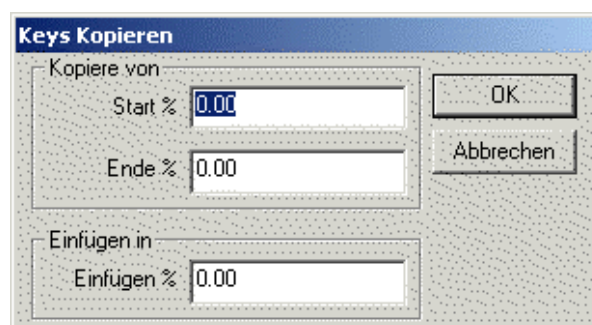 Keys Kopieren
Kopiere von
Start % 0.00
OK
Ende % 0.00
Abbrechen
Einfügen in
Einfügen % 0.00